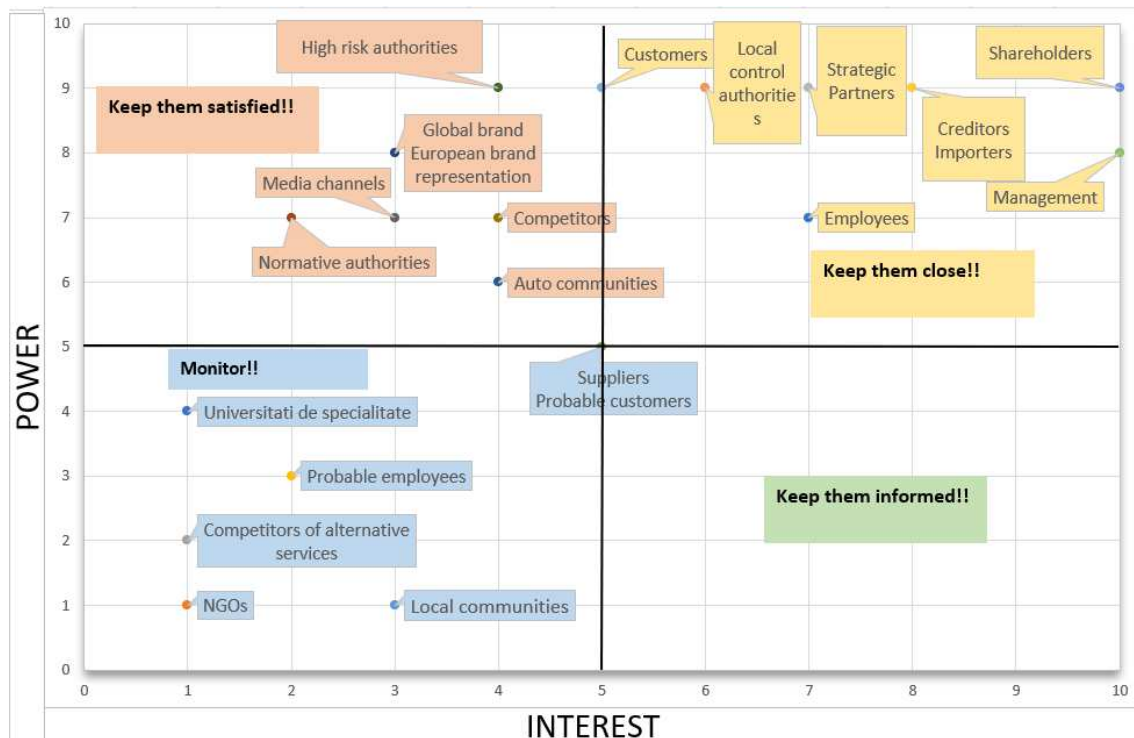 POWER
10
9
8
7
6
5
4
3
2
1
0
High risk authorities
Customers
Local
control
authoritie
s
Strategic
Partners
Shareholders
Keep them satisfied!!
Global brand
European brand
representation
Creditors
Importers
Media channels
Management
Competitors
Employees
Normative authorities
Keep them close!!
Auto communities
Monitor!!
Suppliers
Probable customers
Universitati de specialitate
Probable employees
Keep them informed!!
Competitors of alternative
services
NGOs
Local communities
0 1 2 3 4 5 6 7 8 9 10
INTEREST